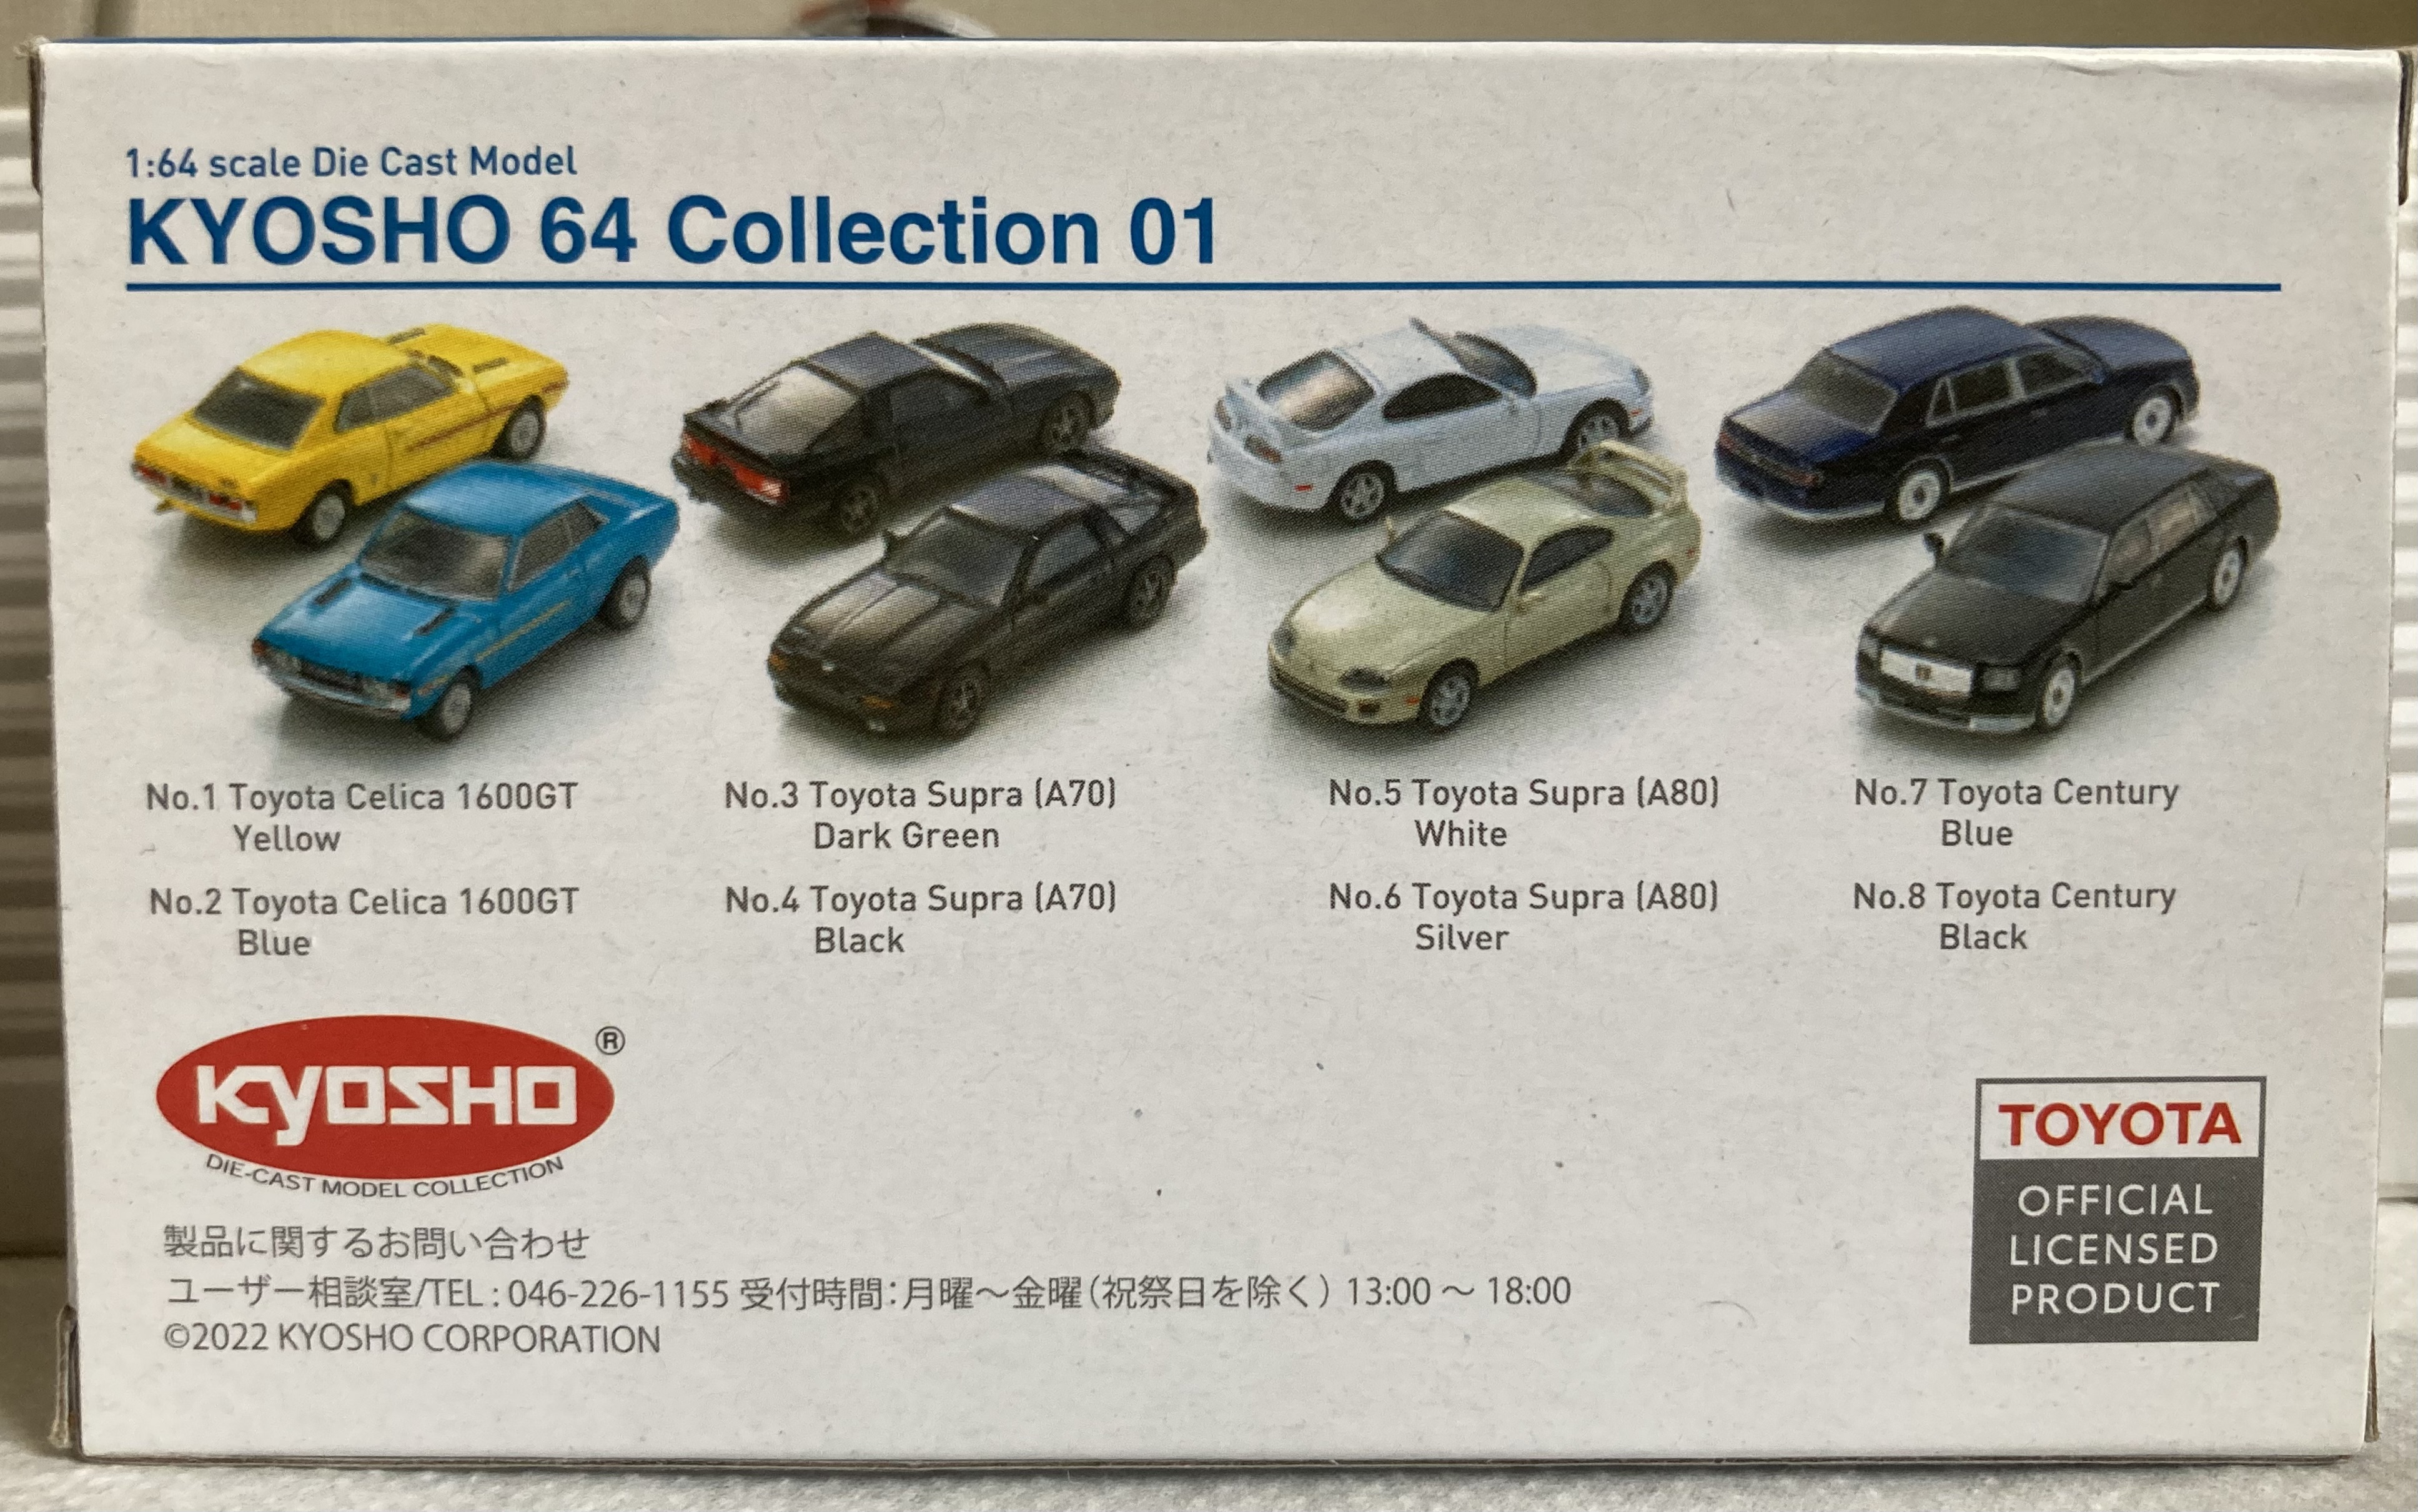 1:64 scale Die Cast Model
KYOSHO 64 Collection 01
No.1 Toyota Celica 1600GT
Yellow
No.2 Toyota Celica 1600GT
Blue
No.3 Toyota Supra (A70)
Dark Green
No.4 Toyota Supra (A70)
Black
No.5 Toyota Supra (A80)
White
No.6 Toyota Supra (A80)
Silver
No.7 Toyota Century
Blue
No.8 Toyota Century
Black
KYOSHO ®
DIE-CAST MODEL COLLECTION
製品に関するお問い合わせ
ユーザー相談室/TEL : 046-226-1155 受付時間：月曜〜金曜（祝祭日を除く） 13:00 〜 18:00
©2022 KYOSHO CORPORATION
TOYOTA
OFFICIAL
LICENSED
PRODUCT